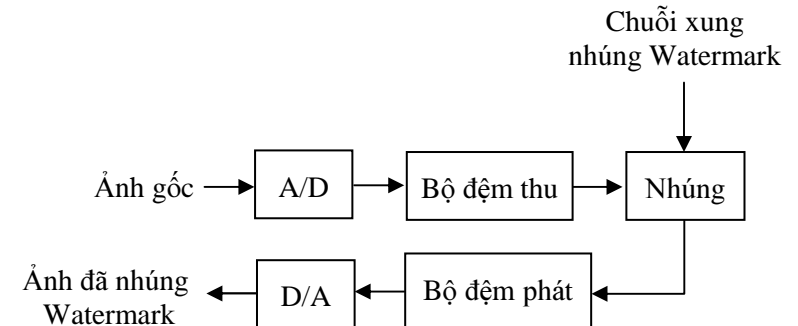 Chuỗi xung
nhúng Watermark
Ảnh gốc
A/D
Bộ đệm thu
Nhúng
Ảnh đã nhúng
Watermark
D/A
Bộ đệm phát